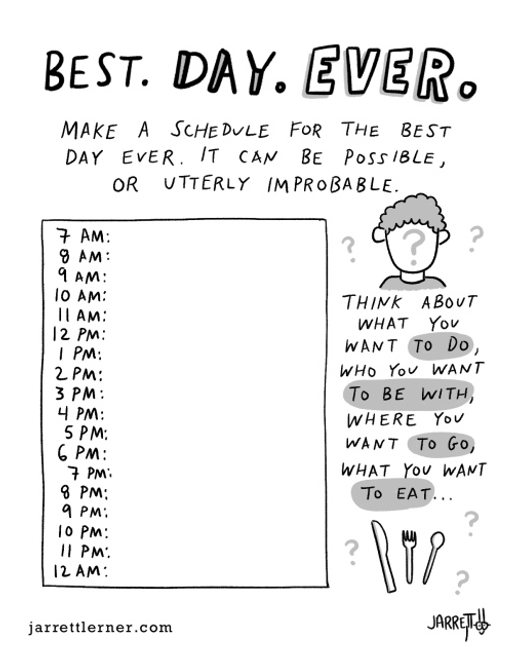 BEST. DAY. EVER.
MAKE A SCHEDULE FOR THE BEST
DAY EVER. IT CAN BE POSSIBLE,
OR UTTERLY IMPROBABLE.
7 AM:
8 AM:
9 AM:
10 AM:
11 AM:
12 PM:
1 PM:
2 PM:
3 PM:
4 PM:
5 PM:
6 PM:
7 PM:
8 PM:
9 PM:
10 PM:
11 PM:
12 AM:
? ? ?
THINK ABOUT
WHAT YOU
WANT TO DO,
WHO YOU WANT
TO BE WITH,
WHERE YOU
WANT TO GO,
WHAT YOU WANT
TO EAT...
?
?
?
jarrettlerner.com
JARRETT